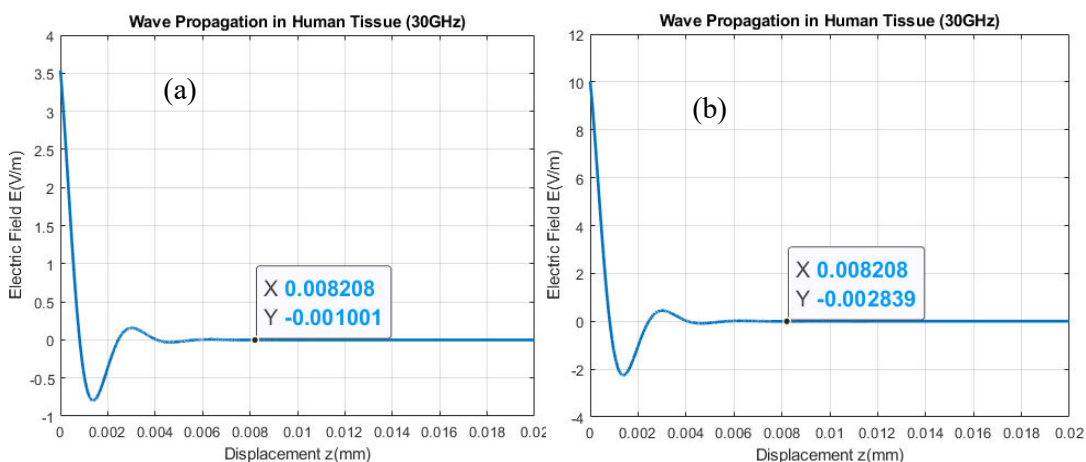 Wave Propagation in Human Tissue (30GHz)
(a)
Electric Field E(V/m)
4
3.5
3
2.5
2
1.5
1
0.5
0
-0.5
-1
X 0.008208
Y -0.001001
0 0.002 0.004 0.006 0.008 0.01 0.012 0.014 0.016 0.018 0.02
Displacement z(mm)
Wave Propagation in Human Tissue (30GHz)
(b)
Electric Field E(V/m)
12
10
8
6
4
2
0
-2
-4
X 0.008208
Y -0.002839
0 0.002 0.004 0.006 0.008 0.01 0.012 0.014 0.016 0.018 0.02
Displacement z(mm)